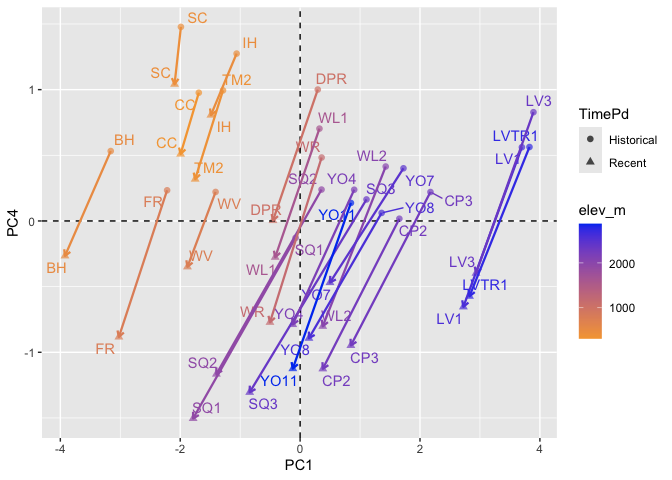 SC
IH
SC
TM2
DPR
LV3
CC
WL1
IH
LVTR1
BH
CC
WR
WL2
LV1
TM2
SQ2
YO4
YO7
SQ3
FR
WV
CP3
DPR
YO11
YO8
CP2
WV
SQ1
BH
WL1
LV3
YO7
LVTR1
WR
YO4
WL2
LV1
FR
YO8
CP3
SQ2
YO11
CP2
SQ1
SQ3
1
0
-1
PC4
-4
-2
0
2
4
PC1
TimePd
Historical
Recent
elev_m
2000
1000